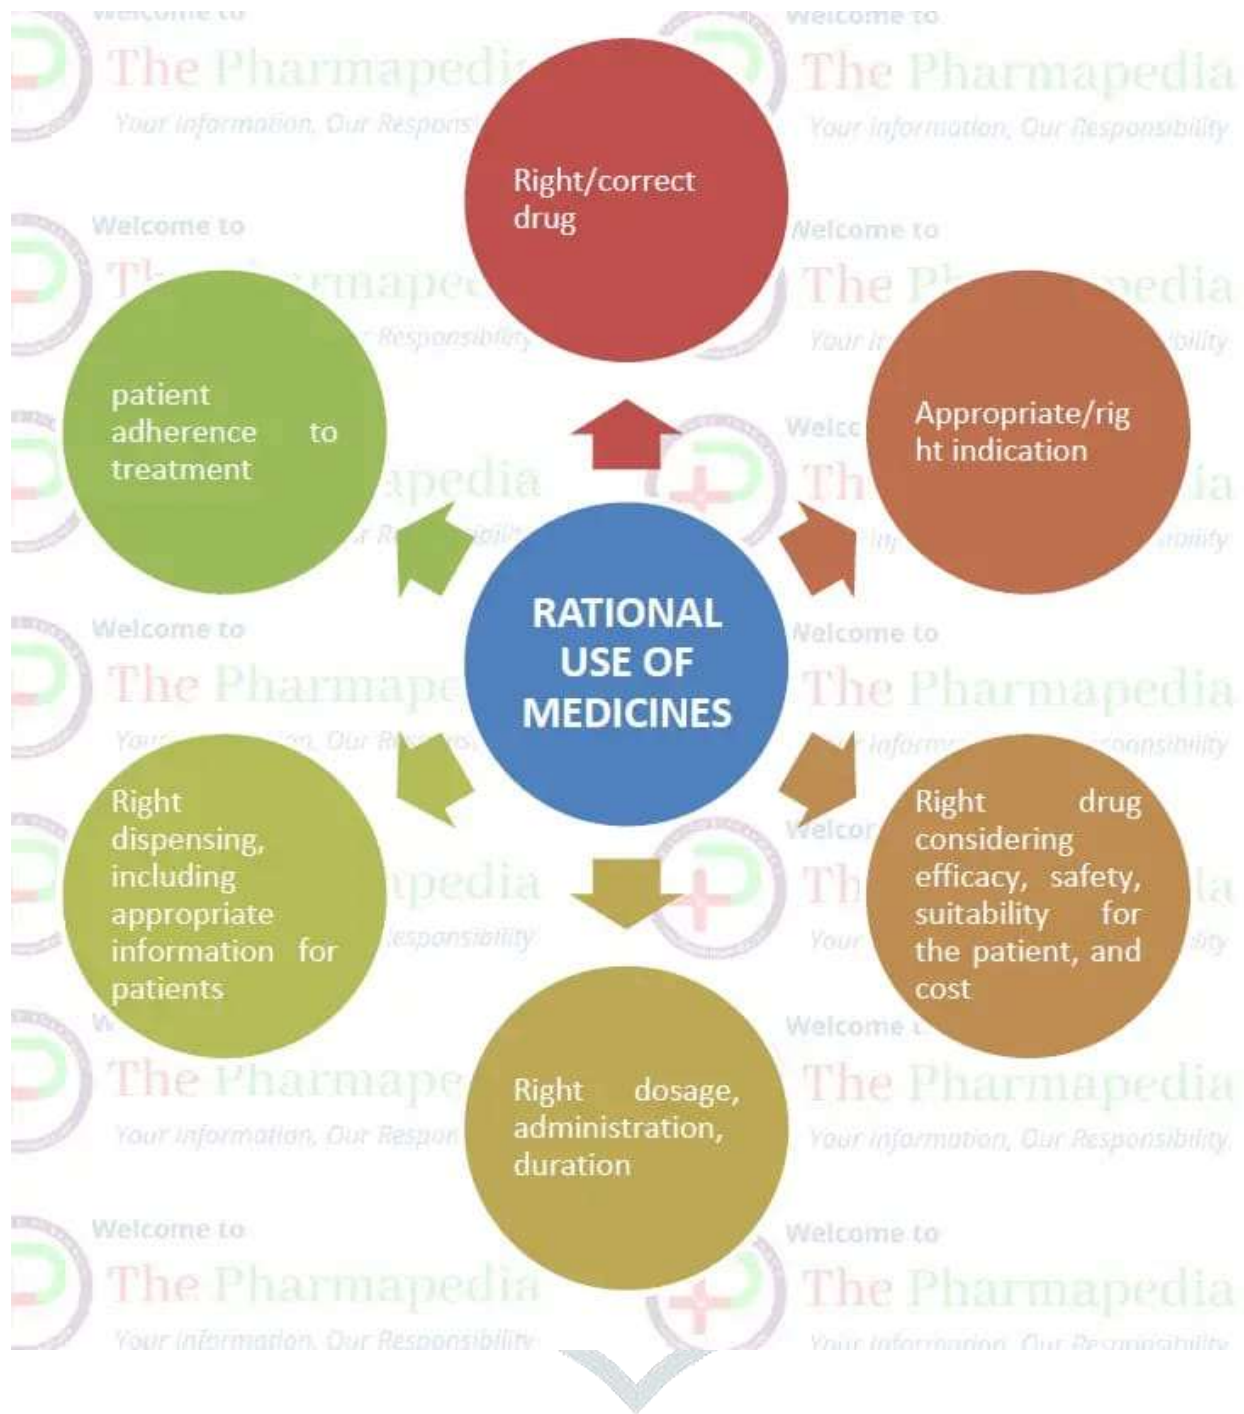 Right/correct
drug
Appropriate/rig
ht indication
Right drug
considering
efficacy, safety,
suitability for
the patient, and
cost
Right dosage,
administration,
duration
Right
dispensing,
including
appropriate
information for
patients
patient
adherence to
treatment
RATIONAL
USE OF
MEDICINES
Welcome to
The Pharmapedia
Your information, Our Responsibility